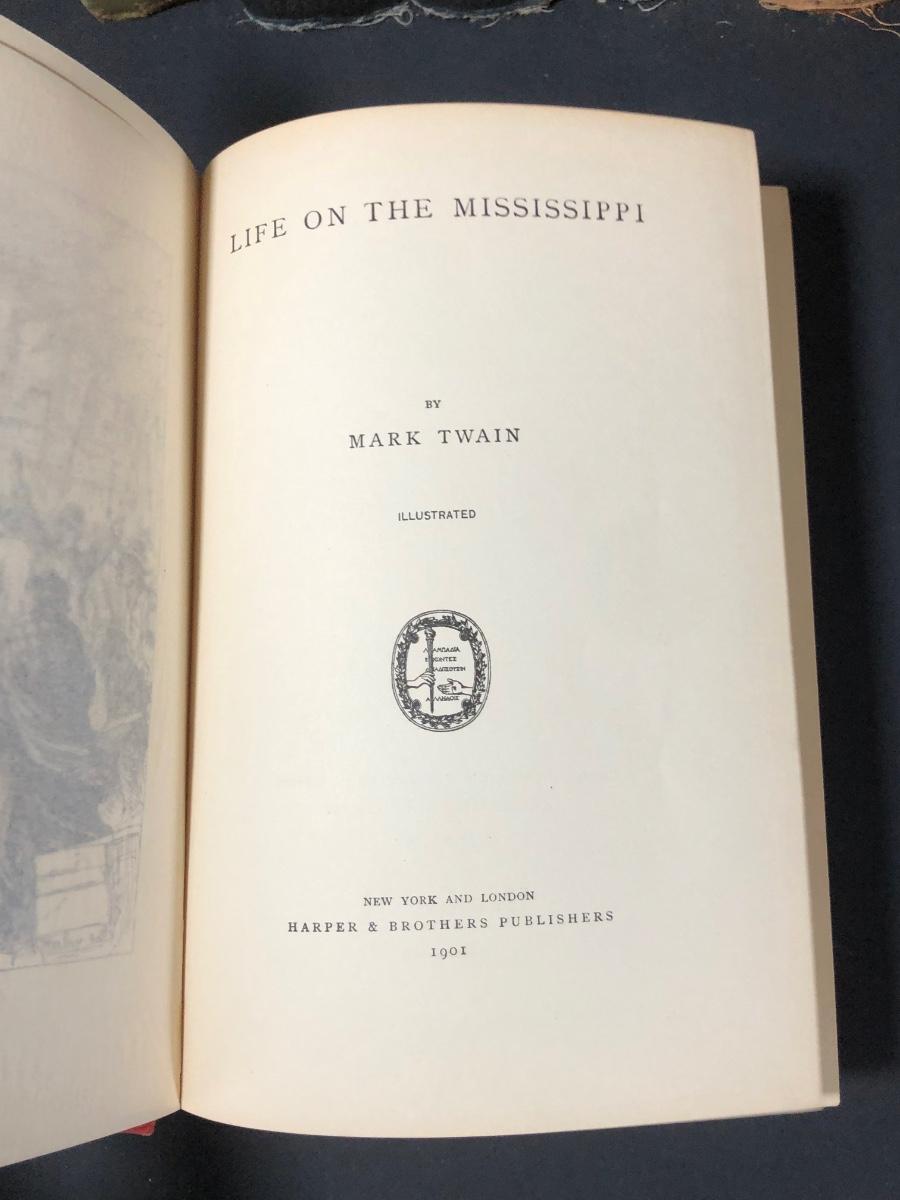 LIFE ON THE MISSISSIPPI
BY
MARK TWAIN
ILLUSTRATED
NEW YORK AND LONDON
HARPER & BROTHERS PUBLISHERS
1901